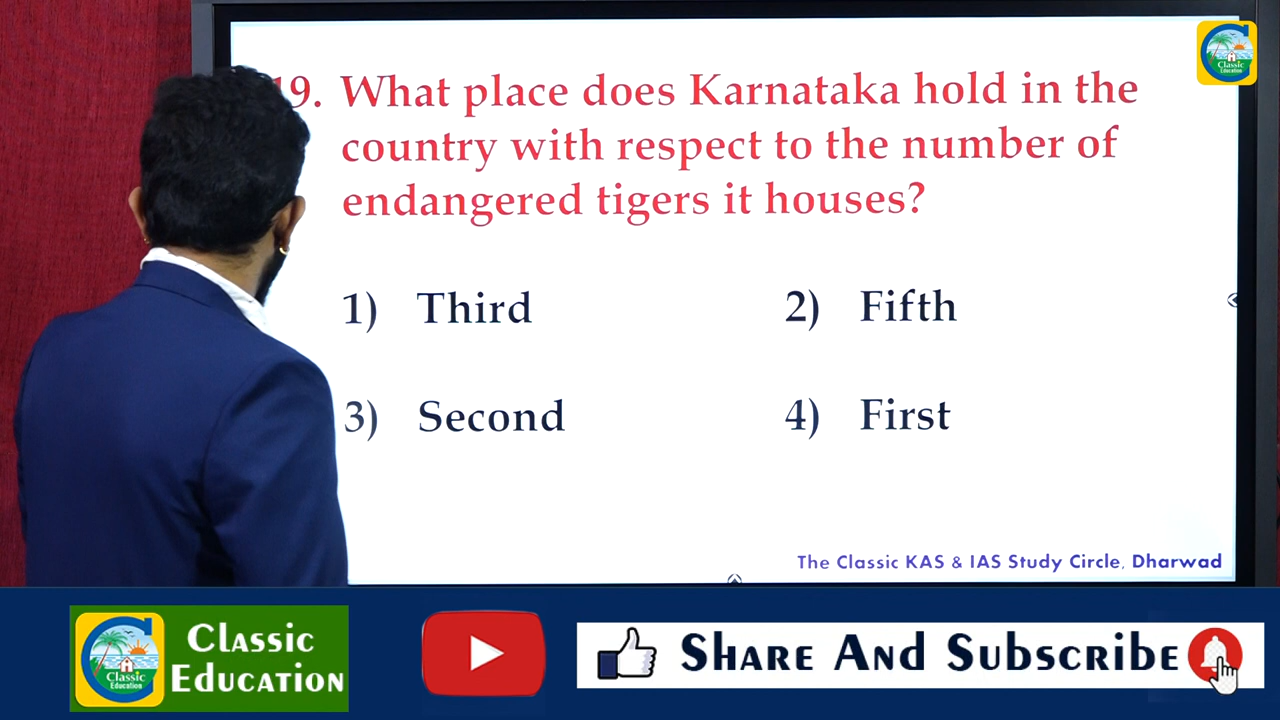 19. What place does Karnataka hold in the
country with respect to the number of
endangered tigers it houses?
1) Third
2) Fifth
3) Second
4) First
The Classic KAS & IAS Study Circle, Dharwad
Classic
Education
Classic
Education
Classic
Education
Share And Subscribe